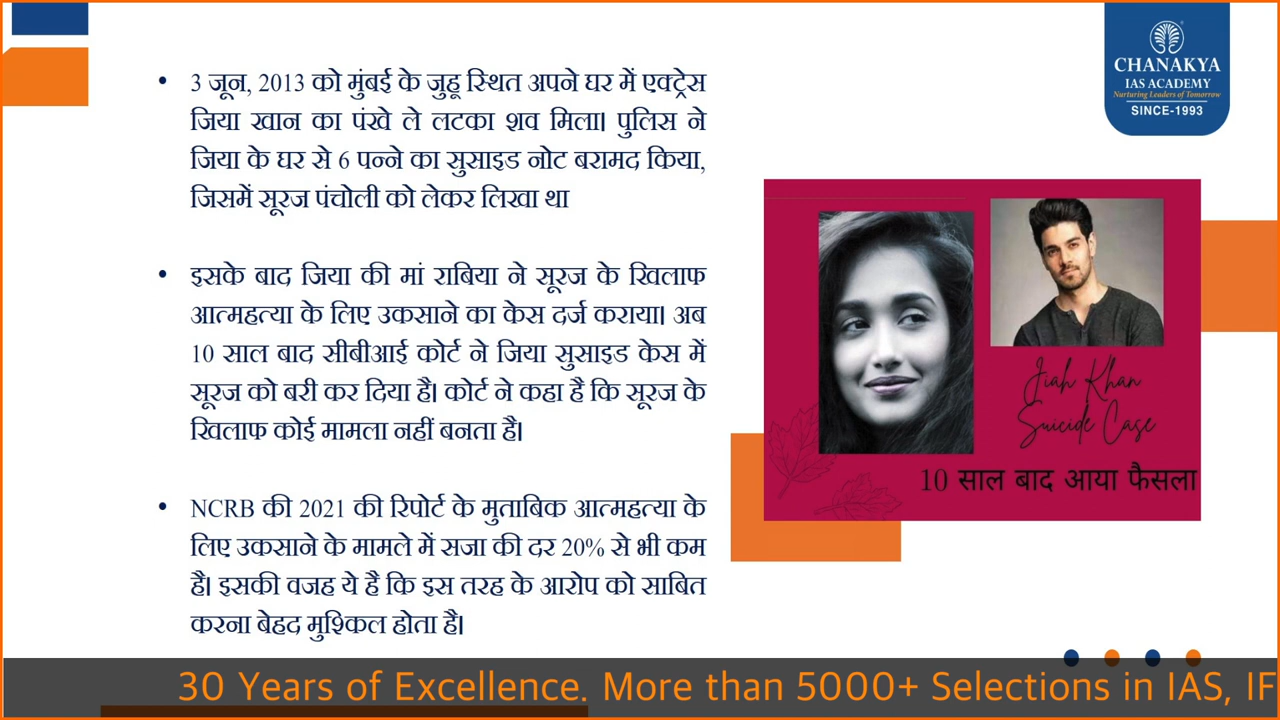 • 3 जून, 2013 को मुंबई के जुहू स्थित अपने घर में एक्ट्रेस
जिया खान का पंखे ले लटका शव मिला। पुलिस ने
जिया के घर से 6 पन्ने का सुसाइड नोट बरामद किया,
जिसमें सूरज पंचोली को लेकर लिखा था
• इसके बाद जिया की मां राबिया ने सूरज के खिलाफ
आत्महत्या के लिए उकसाने का केस दर्ज कराया। अब
10 साल बाद सीबीआई कोर्ट ने जिया सुसाइड केस में
सूरज को बरी कर दिया है। कोर्ट ने कहा है कि सूरज के
खिलाफ कोई मामला नहीं बनता है।
• NCRB की 2021 की रिपोर्ट के मुताबिक आत्महत्या के
लिए उकसाने के मामले में सजा की दर 20% से भी कम
है। इसकी वजह ये है कि इस तरह के आरोप को साबित
करना बेहद मुश्किल होता है।
CHANAKYA
IAS ACADEMY
Nurturing Leaders of Tomorrow
SINCE-1993
Jiah Khan
Suicide Case
10 साल बाद आया फैसला
30 Years of Excellence. More than 5000+ Selections in IAS, IF